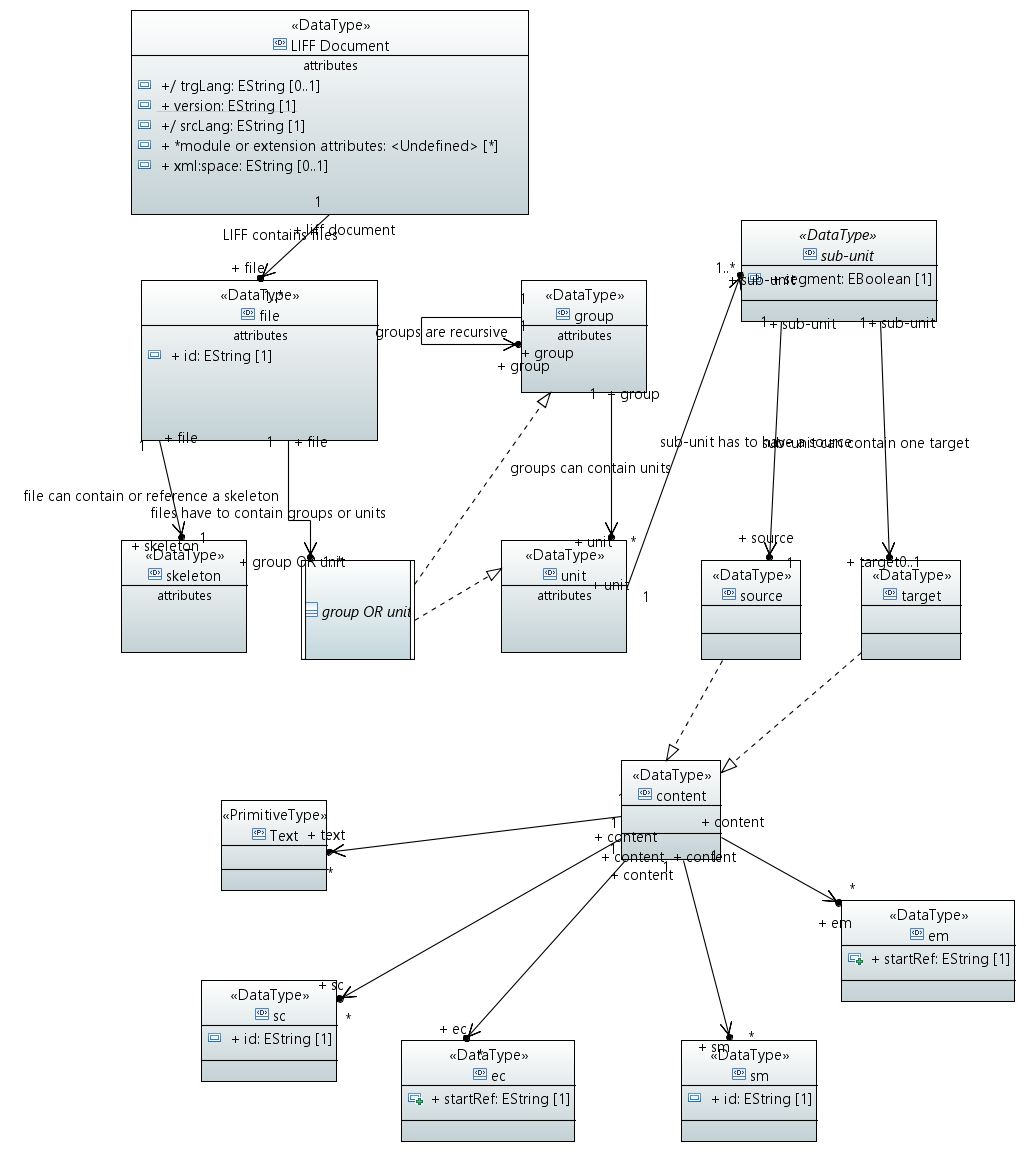 «DataType»
LIFF Document
attributes
+/ trgLang: EString [0..1]
+ version: EString [1]
+/ srcLang: EString [1]
+ *module or extension attributes: <Undefined> [*]
+ xml:space: EString [0..1]
1
+ liff document
LIFF contains files
+ file
1..*
«DataType»
file
attributes
+ id: EString [1]
1
+ file
1
+ file
«DataType»
group
attributes
1
1
groups are recursive
+ group
+ group
1
+ group
«DataType»
sub-unit
1..*
+ sub-unit
+ segment: EBoolean [1]
1
+ sub-unit
1
+ sub-unit
sub-unit has to have a source
sub-unit can contain one target
groups can contain units
file can contain or reference a skeleton
files have to contain groups or units
1
+ skeleton
«DataType»
skeleton
attributes
+ group OR unit
1..*
group OR unit
+ unit
*
«DataType»
unit
attributes
+ unit
1
+ source
1
«DataType»
source
+ target
0..1
«DataType»
target
«DataType»
content
1
+ content
+ content
1
+ content
1
+ content
1
+ content
«PrimitiveType»
Text
+ text
*
+ em
*
«DataType»
em
+ startRef: EString [1]
+ sc
*
«DataType»
sc
+ id: EString [1]
+ ec
*
«DataType»
ec
+ startRef: EString [1]
+ sm
*
«DataType»
sm
+ id: EString [1]